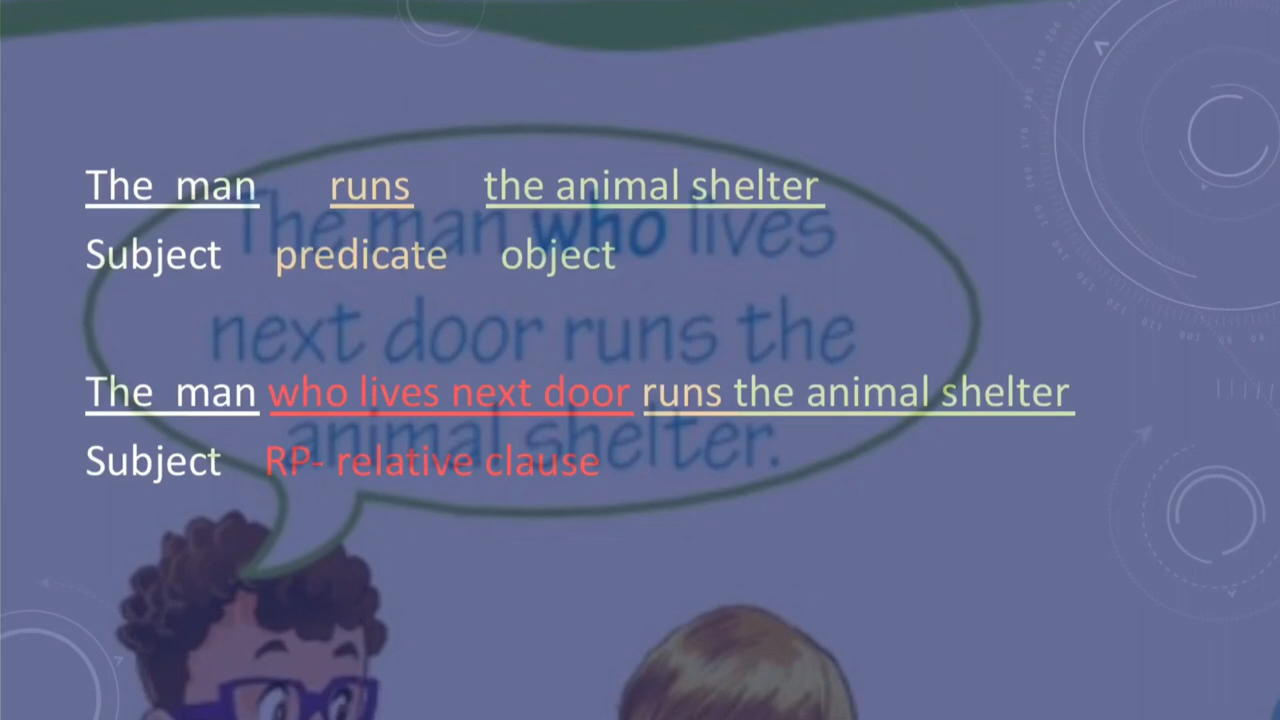 The man runs the animal shelter
Subject predicate object
The man who lives next door runs the animal shelter
Subject RP- relative clause
The man who lives
next door runs the
animal shelter.